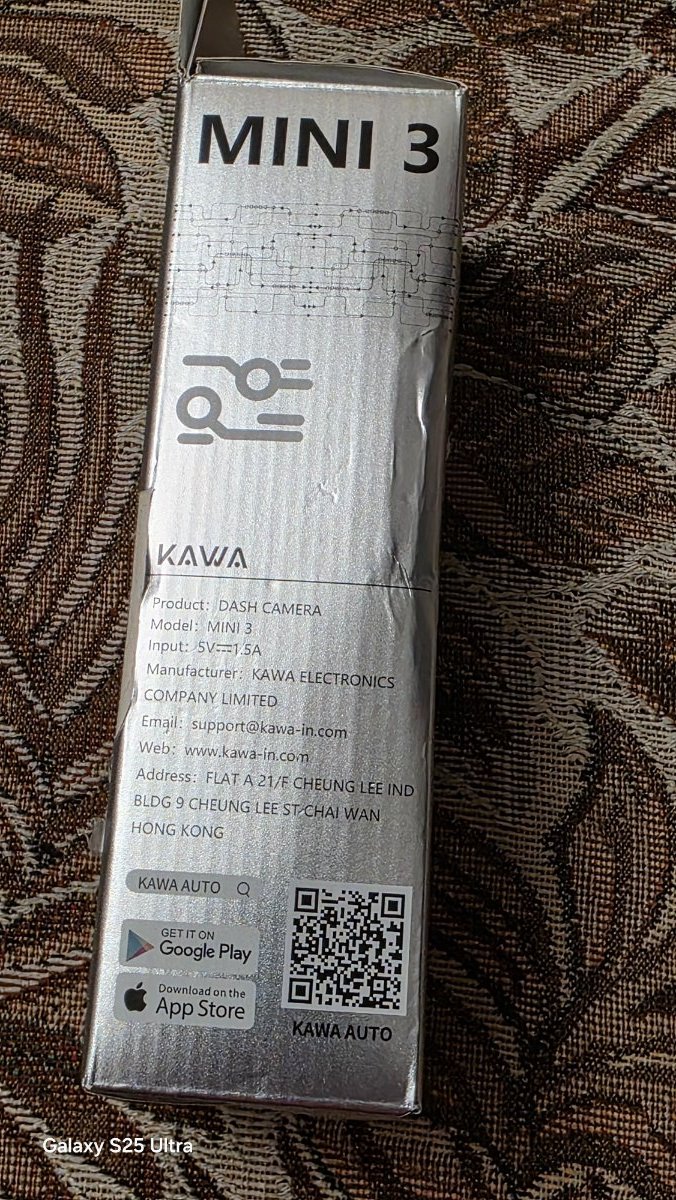 MINI 3
KAWA
Product: DASH CAMERA
Model: MINI 3
Input: 5V⎓1.5A
Manufacturer: KAWA ELECTRONICS
COMPANY LIMITED
Email: support@kawa-in.com
Web: www.kawa-in.com
Address: FLAT A 21/F CHEUNG LEE IND
BLDG 9 CHEUNG LEE ST-CHAI WAN
HONG KONG
KAWA AUTO
GET IT ON
Google Play
Download on the
App Store
KAWA AUTO
Galaxy S25 Ultra